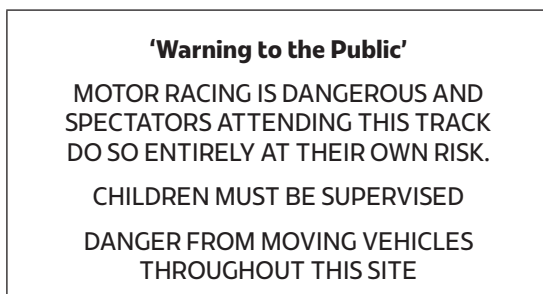 ‘Warning to the Public’
MOTOR RACING IS DANGEROUS AND
SPECTATORS ATTENDING THIS TRACK
DO SO ENTIRELY AT THEIR OWN RISK.
CHILDREN MUST BE SUPERVISED
DANGER FROM MOVING VEHICLES
THROUGHOUT THIS SITE